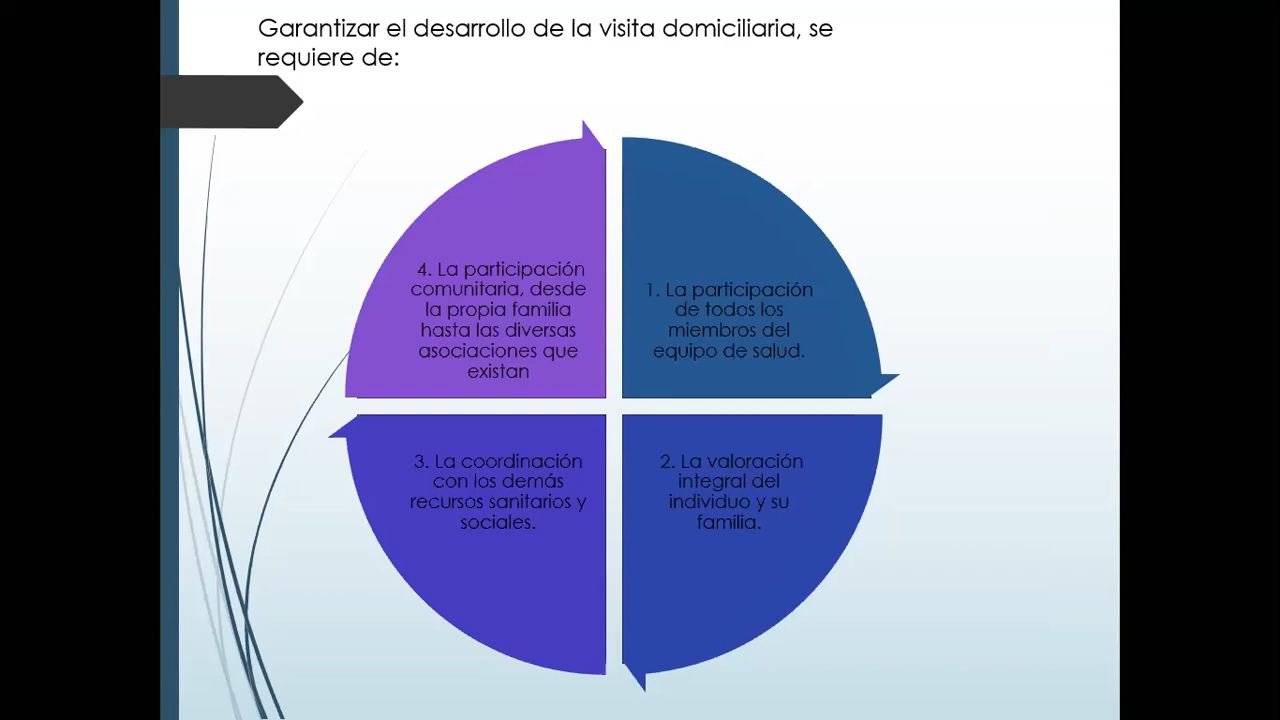 Garantizar el desarrollo de la visita domiciliaria, se
requiere de:
4. La participación
comunitaria, desde
la propia familia
hasta las diversas
asociaciones que
existan
1. La participación
de todos los
miembros del
equipo de salud.
3. La coordinación
con los demás
recursos sanitarios y
sociales.
2. La valoración
integral del
individuo y su
familia.